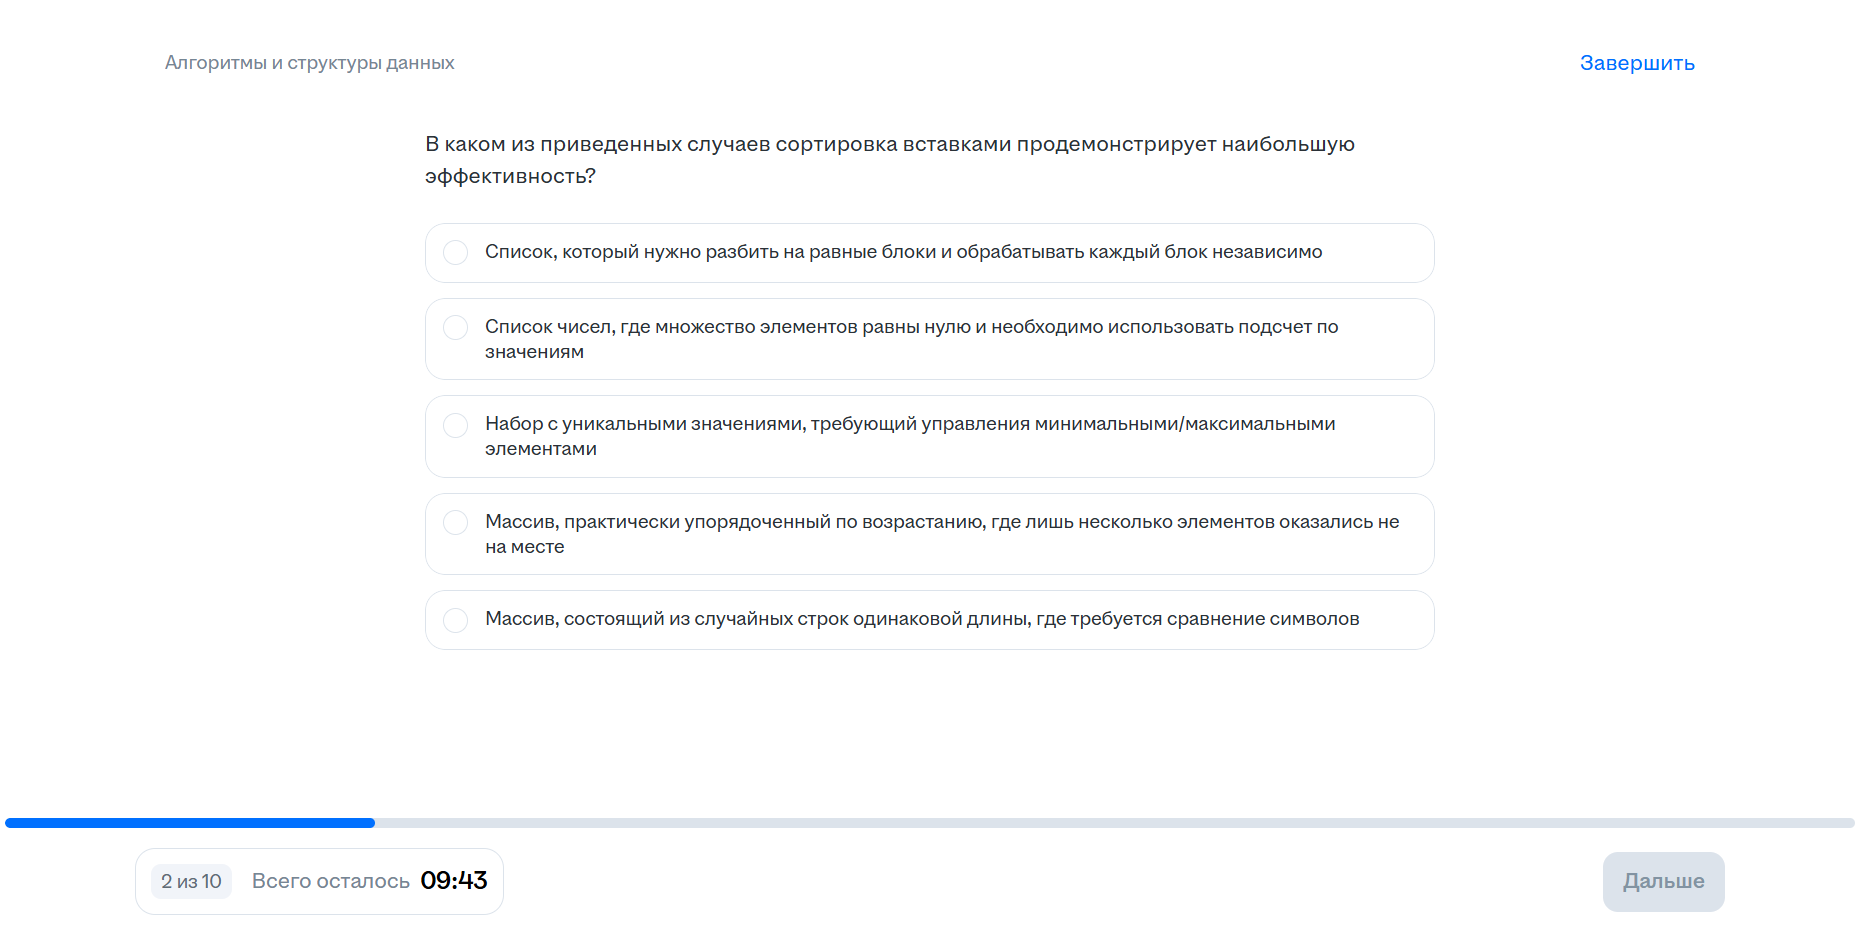 Алгоритмы и структуры данных
Завершить
В каком из приведенных случаев сортировка вставками продемонстрирует наибольшую
эффективность?
Список, который нужно разбить на равные блоки и обрабатывать каждый блок независимо
Список чисел, где множество элементов равны нулю и необходимо использовать подсчет по
значениям
Набор с уникальными значениями, требующий управления минимальными/максимальными
элементами
Массив, практически упорядоченный по возрастанию, где лишь несколько элементов оказались не
на месте
Массив, состоящий из случайных строк одинаковой длины, где требуется сравнение символов
2 из 10
Всего осталось 09:43
Дальше